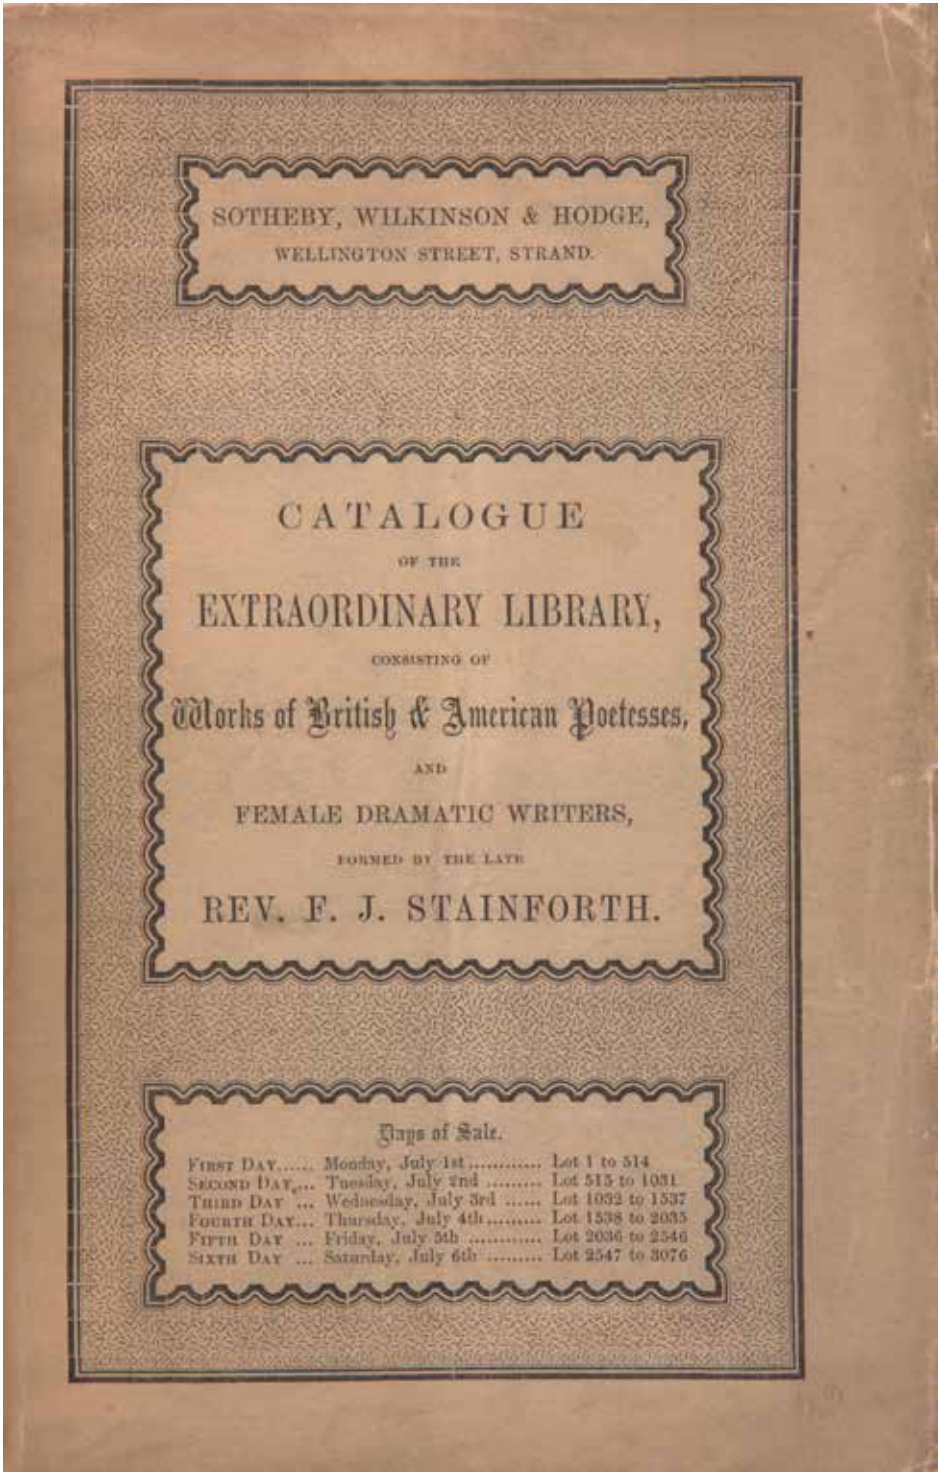 SOTHEBY, WILKINSON & HODGE,
WELLINGTON STREET, STRAND.
CATALOGUE
OF THE
EXTRAORDINARY LIBRARY,
CONSISTING OF
Works of British & American Poetesses,
AND
FEMALE DRAMATIC WRITERS,
FORMED BY THE LATE
REV. F. J. STAINFORTH.
Days of Sale.
FIRST DAY...... Monday, July 1st............ Lot 1 to 514
SECOND DAY... Tuesday, July 2nd ......... Lot 515 to 1031
THIRD DAY ... Wednesday, July 3rd ...... Lot 1032 to 1537
FOURTH DAY... Thursday, July 4th......... Lot 1538 to 2035
FIFTH DAY ... Friday, July 5th ............ Lot 2036 to 2546
SIXTH DAY ... Saturday, July 6th ......... Lot 2547 to 3076